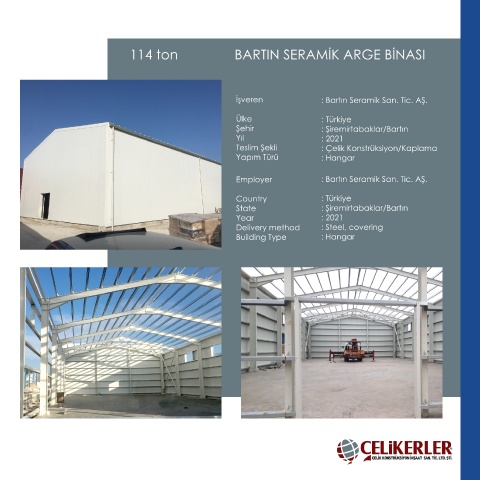 114 ton
BARTIN SERAMİK ARGE BİNASI
İşveren : Bartın Seramik San. Tic. AŞ.
Ülke : Türkiye
Şehir : Şiremirtabaklar/Bartın
Yıl : 2021
Teslim Şekli : Çelik Konstrüksiyon/Kaplama
Yapım Türü : Hangar
Employer : Bartın Seramik San. Tic. AŞ.
Country : Türkiye
State : Şiremirtabaklar/Bartın
Year : 2021
Delivery method : Steel, covering
Building Type : Hangar
ÇELİKERLER
ÇELİK KONSTRÜKSİYON İNŞAAT SAN. TİC. LTD. ŞTİ.